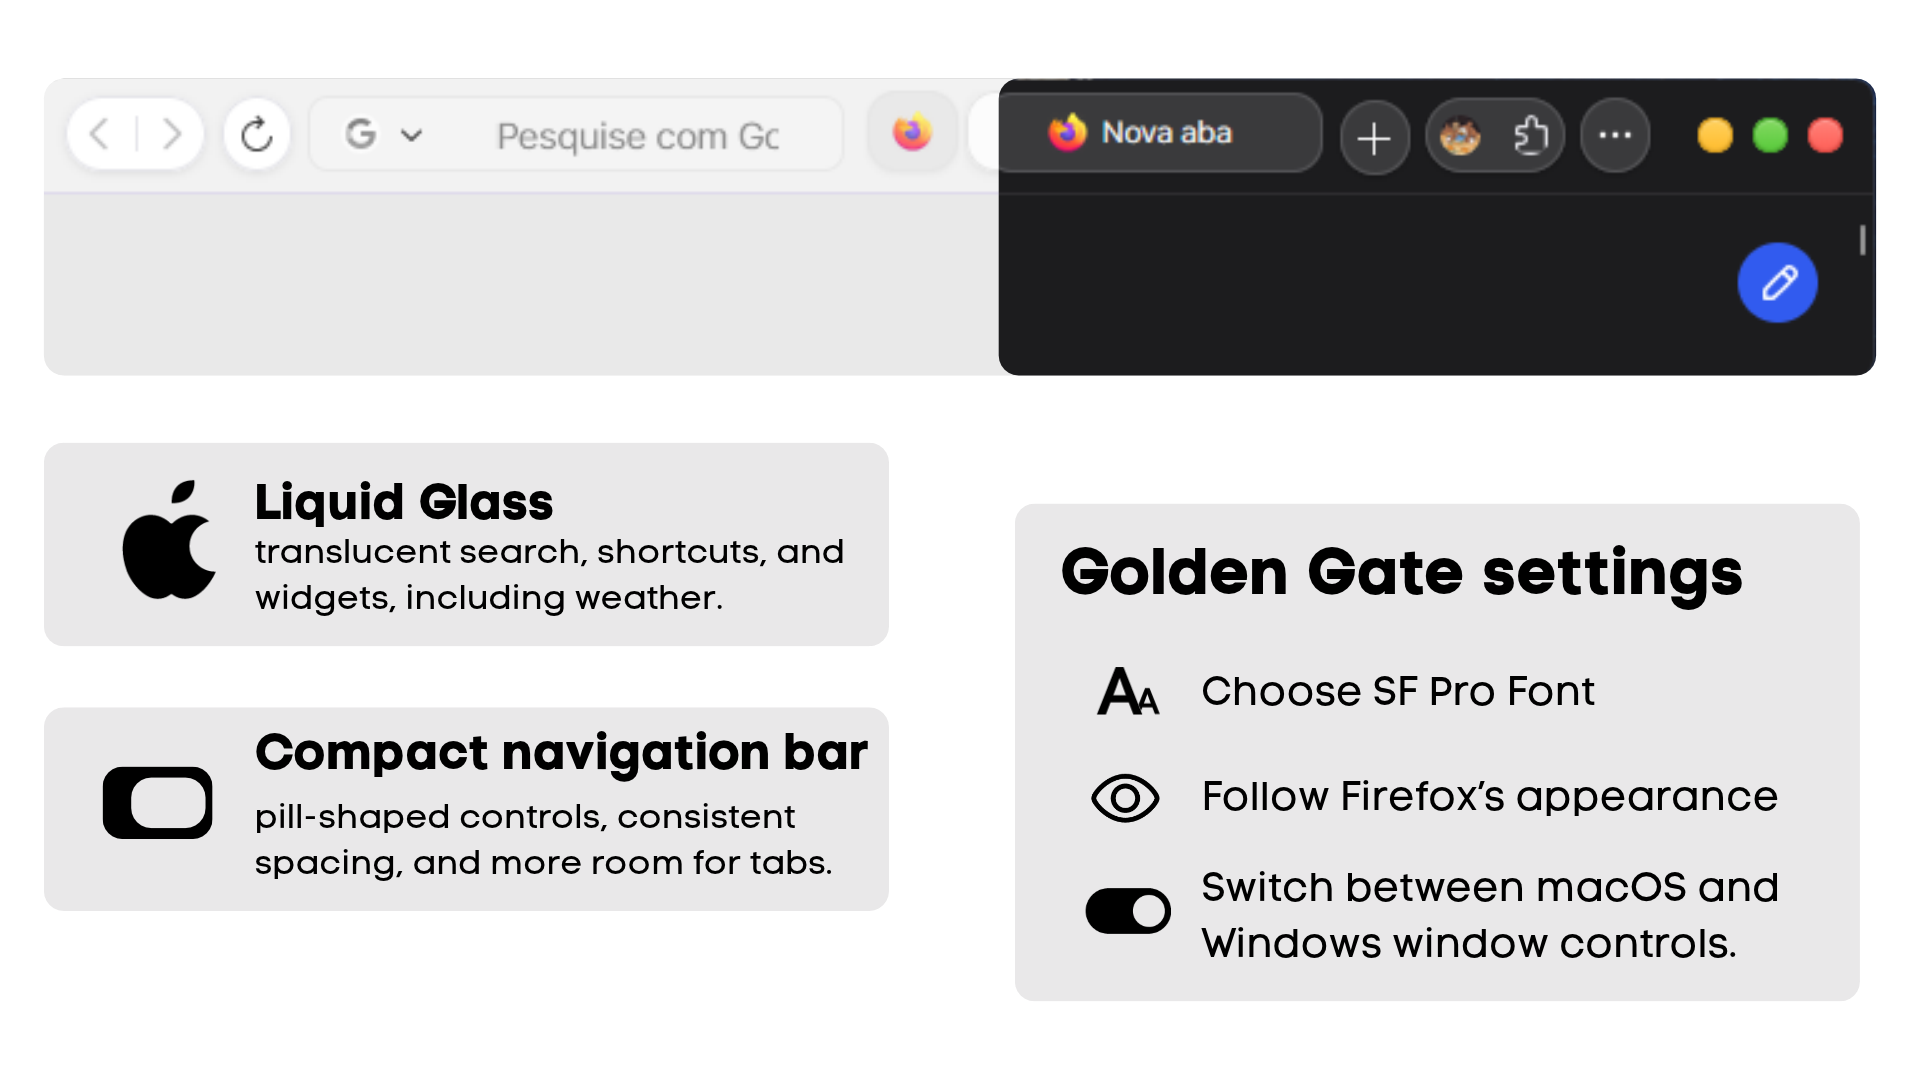 Pesquise com Go
Nova aba
Liquid Glass
translucent search, shortcuts, and
widgets, including weather.
Compact navigation bar
pill-shaped controls, consistent
spacing, and more room for tabs.
Golden Gate settings
Choose SF Pro Font
Follow Firefox’s appearance
Switch between macOS and
Windows window controls.